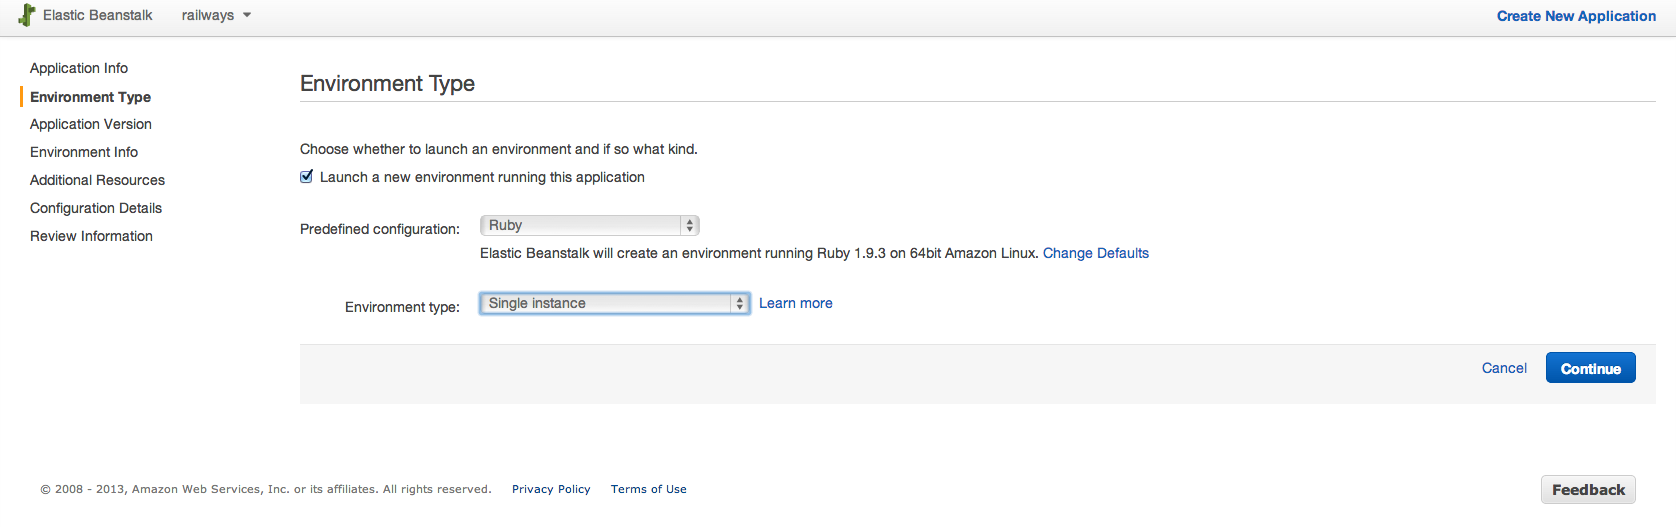 Elastic Beanstalk railways Create New Application
Application Info
Environment Type
Application Version
Environment Info
Additional Resources
Configuration Details
Review Information
Environment Type
Choose whether to launch an environment and if so what kind.
Launch a new environment running this application
Predefined configuration: Ruby
Elastic Beanstalk will create an environment running Ruby 1.9.3 on 64bit Amazon Linux. Change Defaults
Environment type: Single instance Learn more
Cancel Continue
© 2008 - 2013, Amazon Web Services, Inc. or its affiliates. All rights reserved. Privacy Policy Terms of Use Feedback